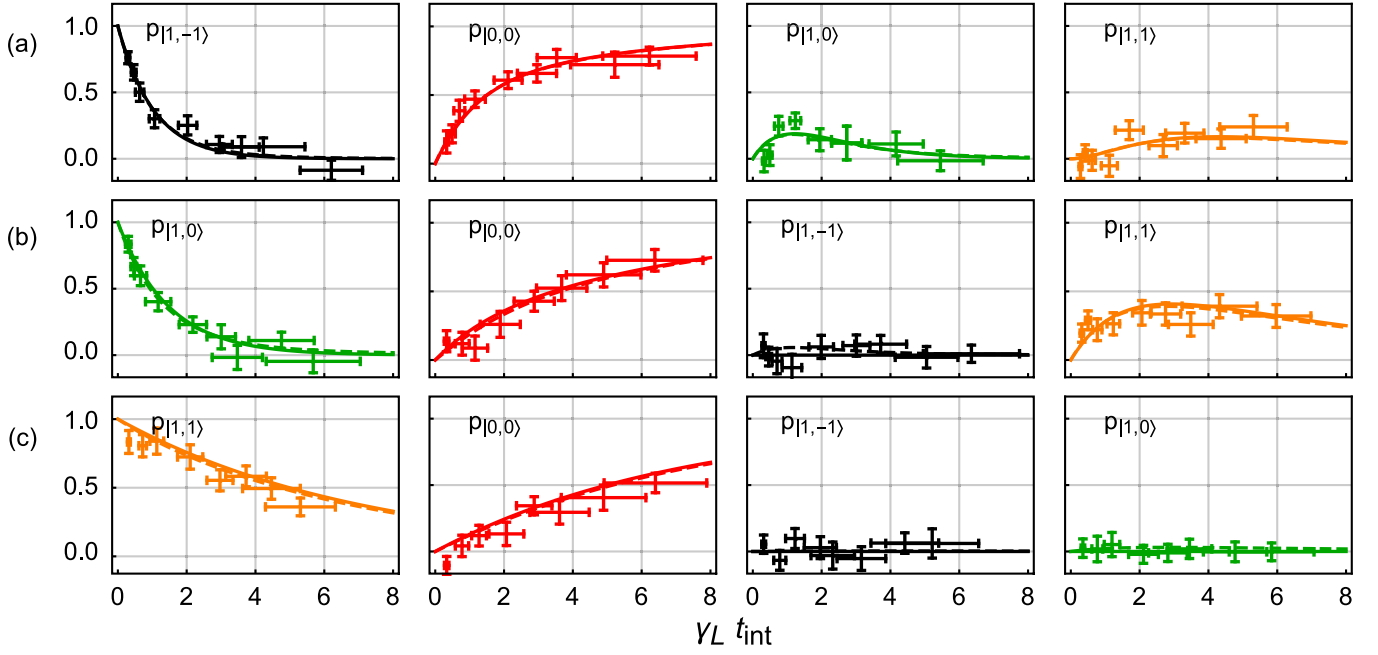 (a)
1.0
0.5
0.0
p|1,−1⟩
p|0,0⟩
p|1,0⟩
p|1,1⟩
(b)
1.0
0.5
0.0
p|1,0⟩
p|0,0⟩
p|1,−1⟩
p|1,1⟩
(c)
1.0
0.5
0.0
p|1,1⟩
p|0,0⟩
p|1,−1⟩
p|1,0⟩
0 2 4 6 8
0 2 4 6 8
0 2 4 6 8
0 2 4 6 8
γL tint